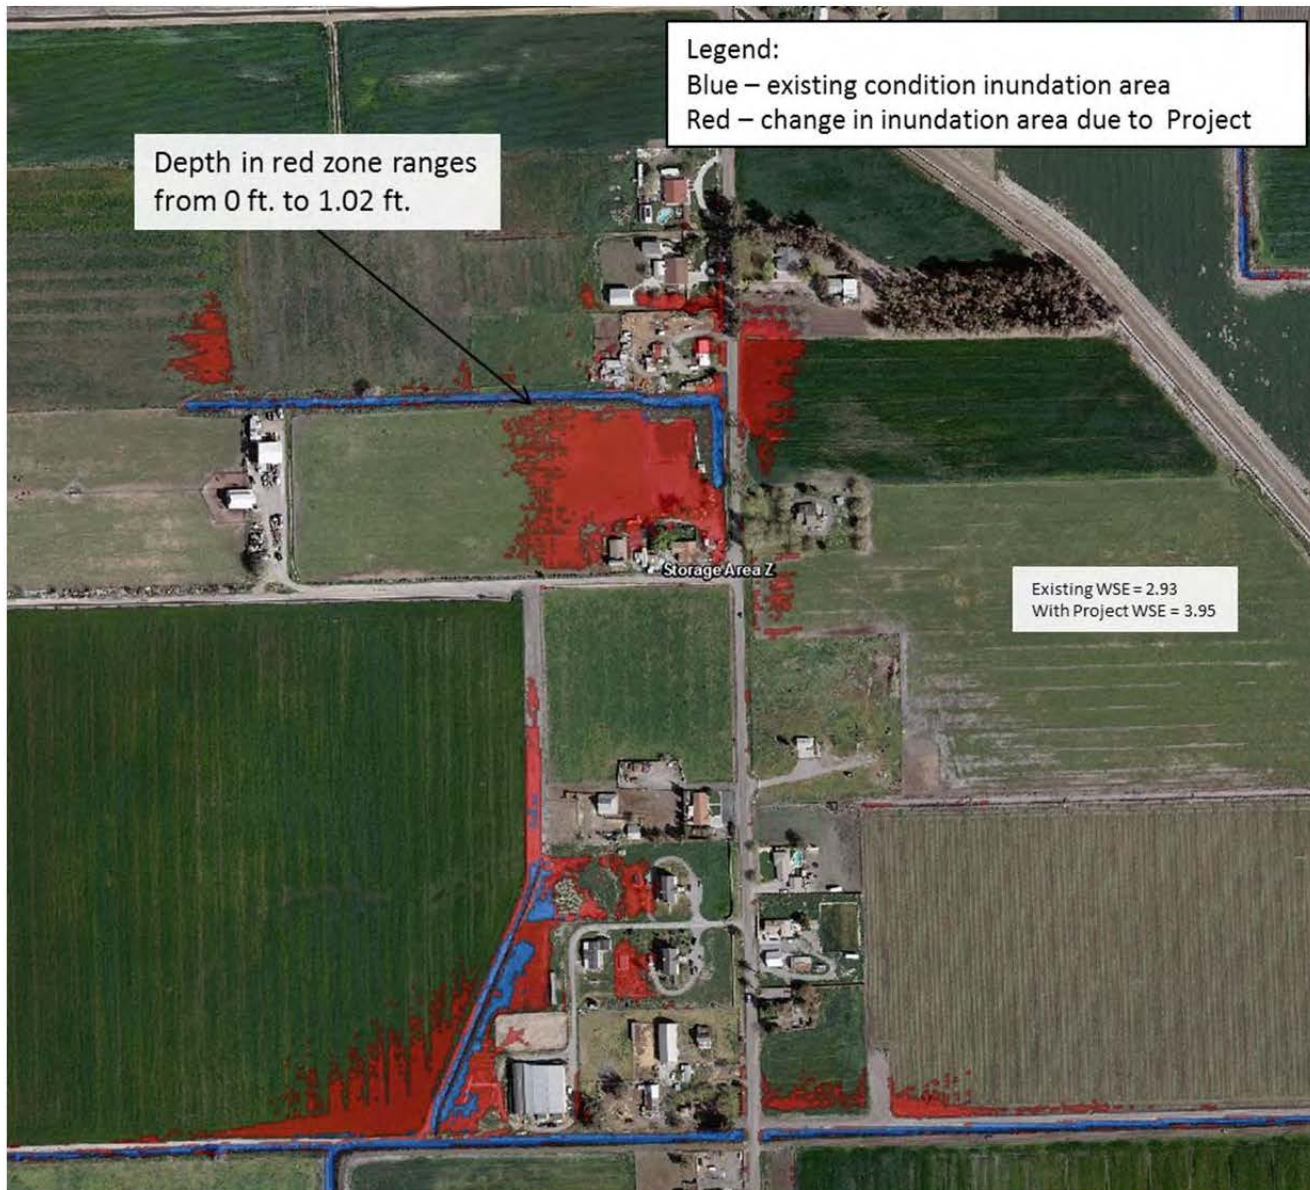 Legend:
Blue – existing condition inundation area
Red – change in inundation area due to Project
Depth in red zone ranges
from 0 ft. to 1.02 ft.
Storage Area Z
Existing WSE = 2.93
With Project WSE = 3.95